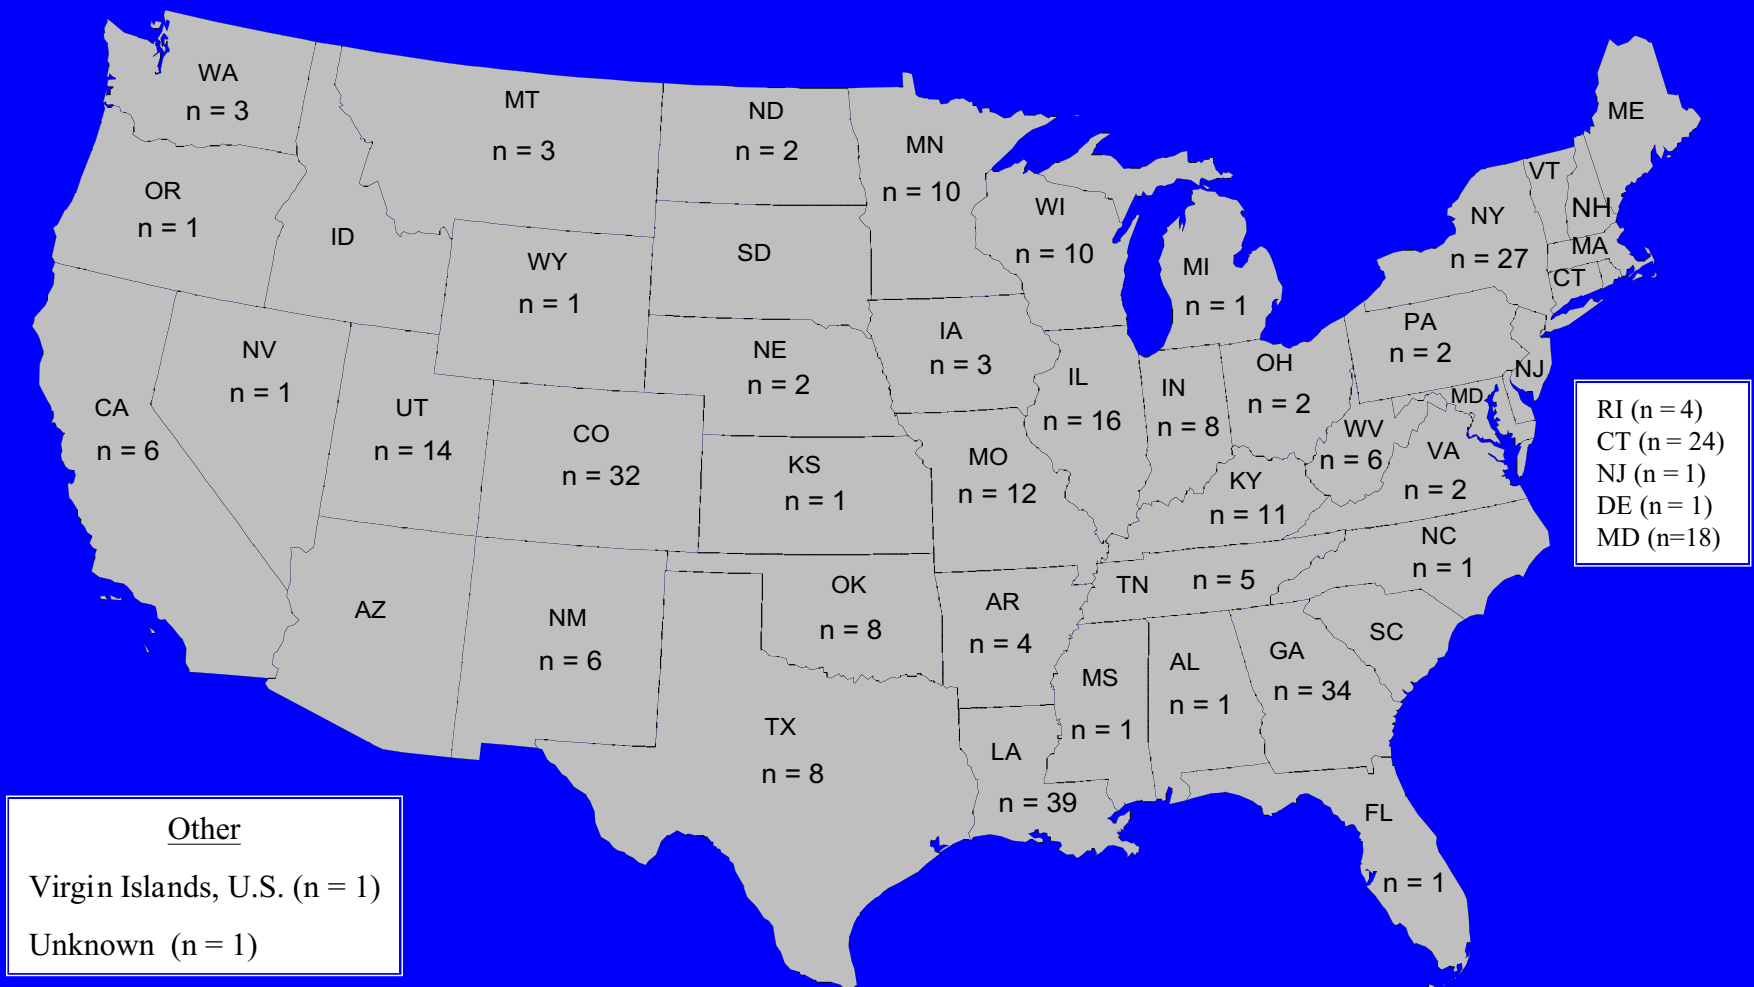 WA
n = 3
MT
n = 3
ND
n = 2
MN
n = 10
ME
OR
n = 1
ID
WY
n = 1
SD
WI
n = 10
MI
n = 1
VT
NH
NY
n = 27
MA
CT
NV
n = 1
NE
n = 2
IA
n = 3
PA
n = 2
NJ
CA
n = 6
UT
n = 14
CO
n = 32
KS
n = 1
MO
n = 12
IL
n = 16
IN
n = 8
OH
n = 2
MD
WV
n = 6
VA
n = 2
KY
n = 11
RI (n = 4)
CT (n = 24)
NJ (n = 1)
DE (n = 1)
MD (n=18)
AZ
NM
n = 6
OK
n = 8
AR
n = 4
TN n = 5
NC
n = 1
SC
TX
n = 8
LA
n = 39
MS
n = 1
AL
n = 1
GA
n = 34
FL
n = 1
Other
Virgin Islands, U.S. (n = 1)
Unknown (n = 1)